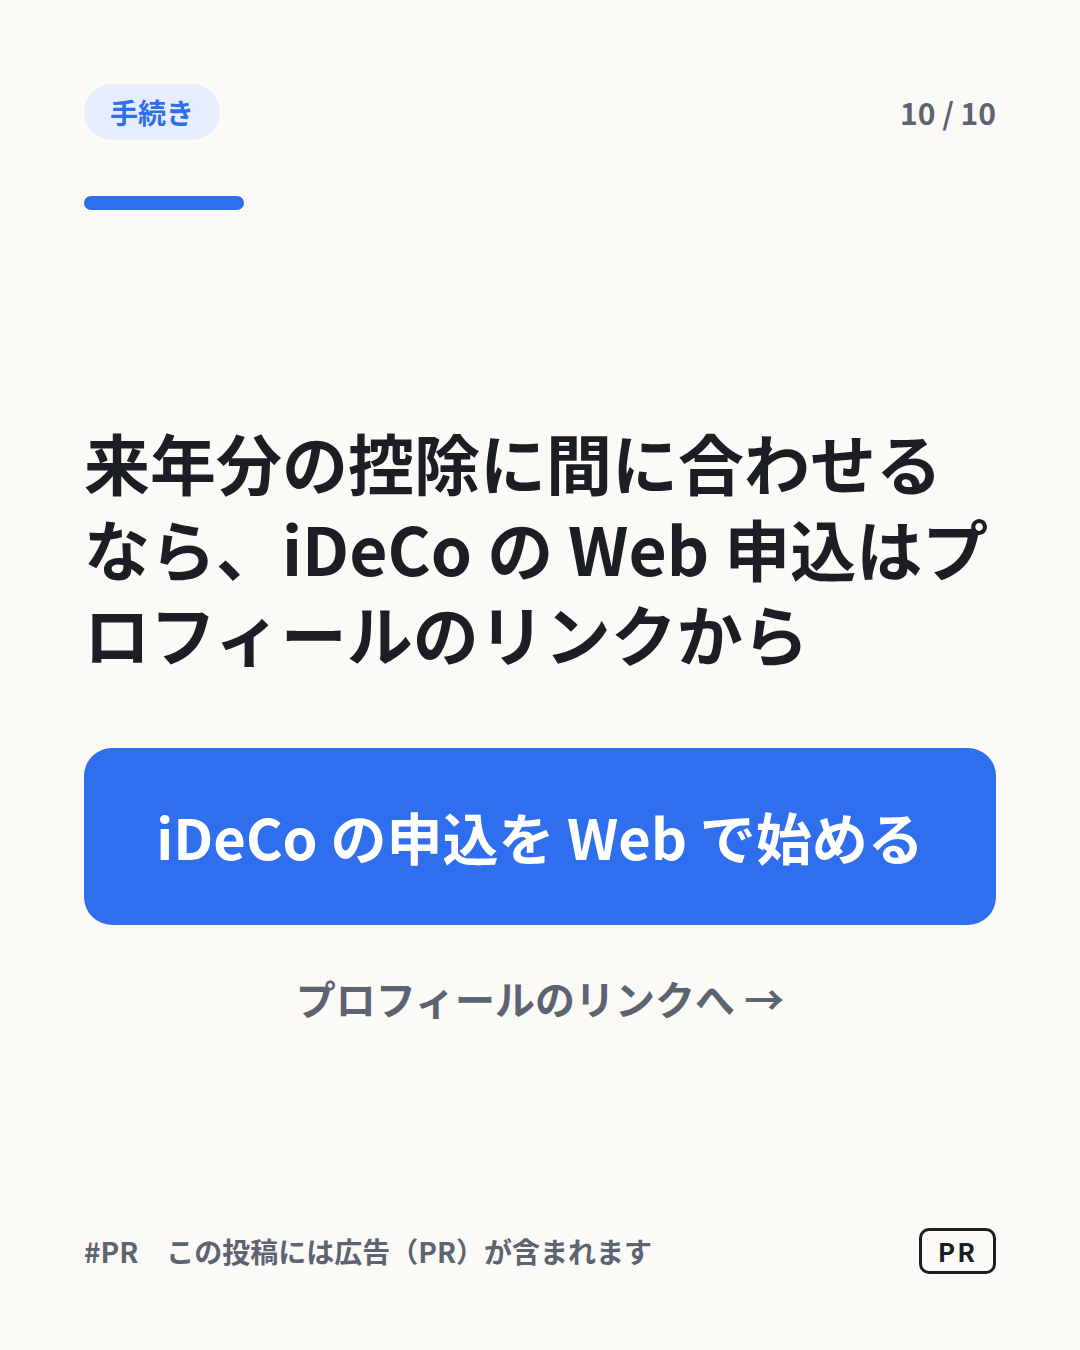 手続き
10 / 10
来年分の控除に間に合わせる
なら、iDeCo の Web 申込はプ
ロフィールのリンクから
iDeCo の申込を Web で始める
プロフィールのリンクへ →
#PR　この投稿には広告（PR）が含まれます
PR